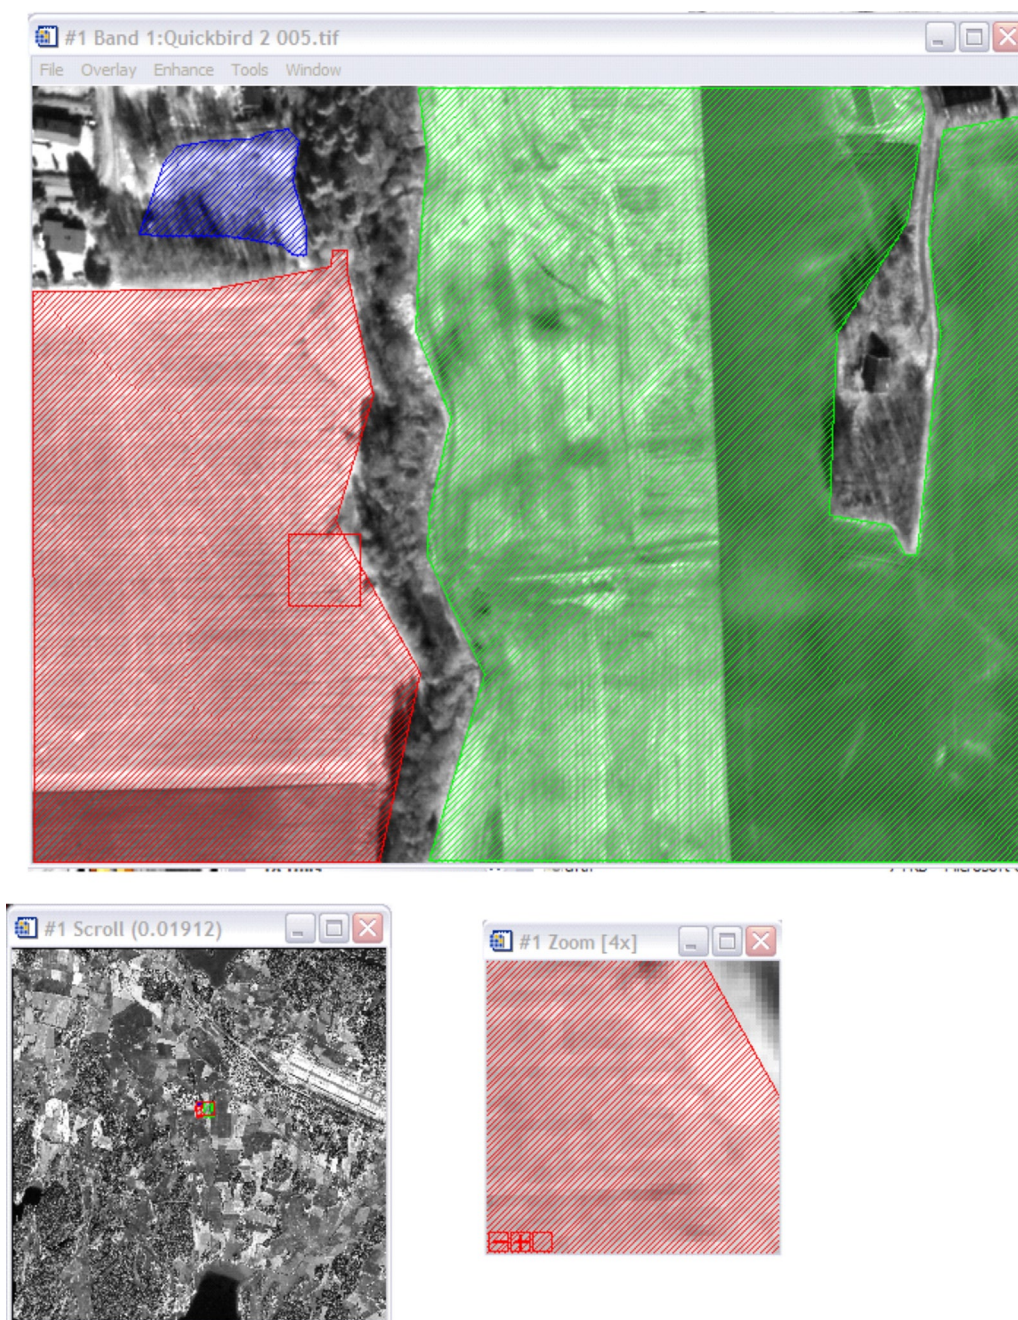 #1 Band 1:Quickbird 2 005.tif
File Overlay Enhance Tools Window
#1 Scroll (0.01912)
#1 Zoom [4x]